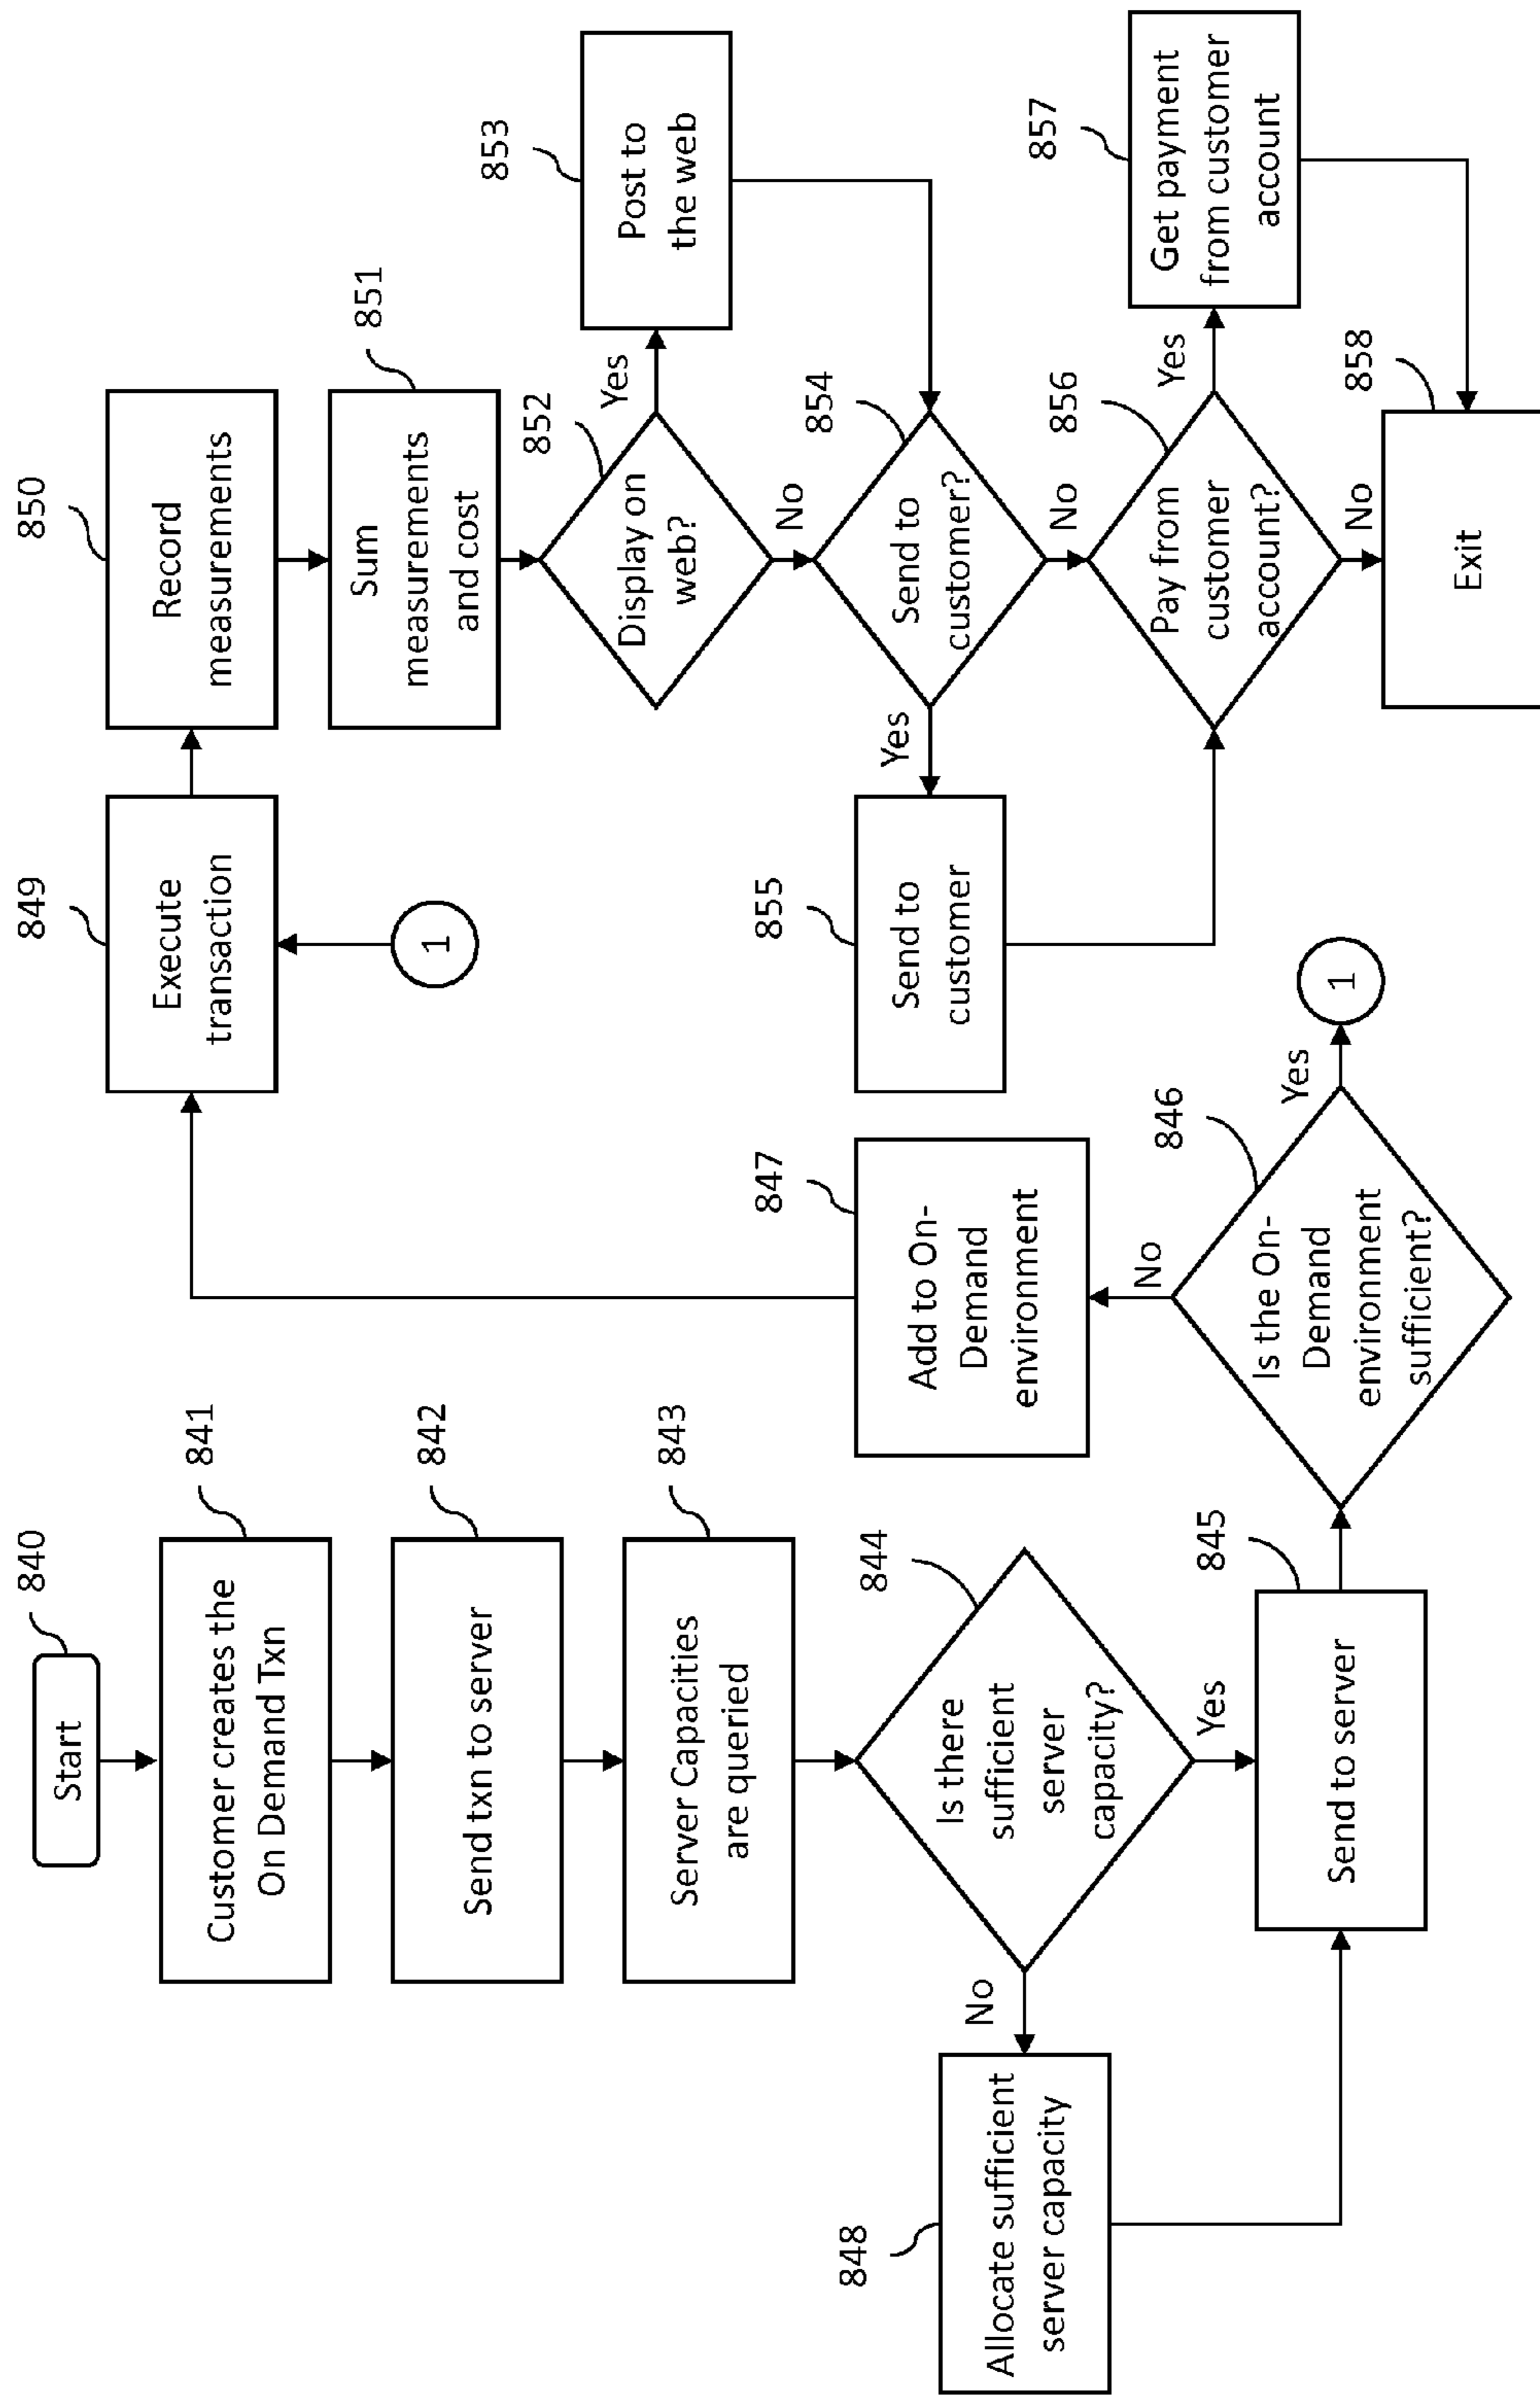 840
Start
841
Customer creates the
On Demand Txn
842
Send txn to server
843
Server Capacities
are queried
844
Is there
sufficient
server
capacity?
No
Yes
848
Allocate sufficient
server capacity
845
Send to server
846
Is the On-
Demand
environment
sufficient?
No
Yes
1
847
Add to On-
Demand
environment
849
Execute
transaction
1
850
Record
measurements
851
Sum
measurements
and cost
852
Display on
web?
Yes
No
853
Post to
the web
854
Send to
customer?
Yes
No
855
Send to
customer
856
Pay from
customer
account?
Yes
No
857
Get payment
from customer
account
858
Exit